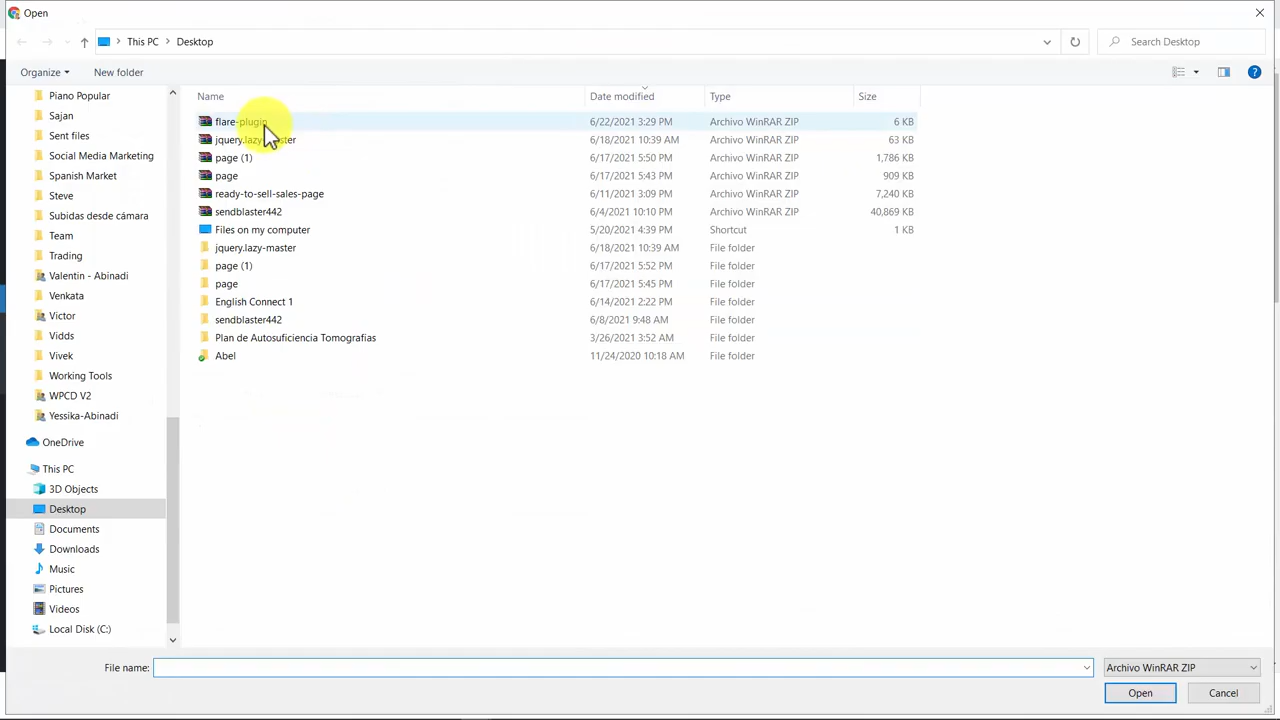 Open
This PC
Desktop
Search Desktop
Organize
New folder
Name
Date modified
Type
Size
Piano Popular
Sajan
Sent files
Social Media Marketing
Spanish Market
Steve
Subidas desde cámara
Team
Trading
Valentin - Abinadi
Venkata
Victor
Vidds
Vivek
Working Tools
WPCD V2
Yessika-Abinadi
OneDrive
This PC
3D Objects
Desktop
Documents
Downloads
Music
Pictures
Videos
Local Disk (C:)
flare-plugin 6/22/2021 3:29 PM Archivo WinRAR ZIP 6 KB
jquery.lazy-master 6/18/2021 10:39 AM Archivo WinRAR ZIP 63 KB
page (1) 6/17/2021 5:50 PM Archivo WinRAR ZIP 1,786 KB
page 6/17/2021 5:43 PM Archivo WinRAR ZIP 909 KB
ready-to-sell-sales-page 6/11/2021 3:09 PM Archivo WinRAR ZIP 7,240 KB
sendblaster442 6/4/2021 10:10 PM Archivo WinRAR ZIP 40,869 KB
Files on my computer 5/20/2021 4:39 PM Shortcut 1 KB
jquery.lazy-master 6/18/2021 10:39 AM File folder
page (1) 6/17/2021 5:52 PM File folder
page 6/17/2021 5:45 PM File folder
English Connect 1 6/14/2021 2:22 PM File folder
sendblaster442 6/8/2021 9:48 AM File folder
Plan de Autosuficiencia Tomografias 3/26/2021 3:52 AM File folder
Abel 11/24/2020 10:18 AM File folder
File name:
Archivo WinRAR ZIP
Open
Cancel